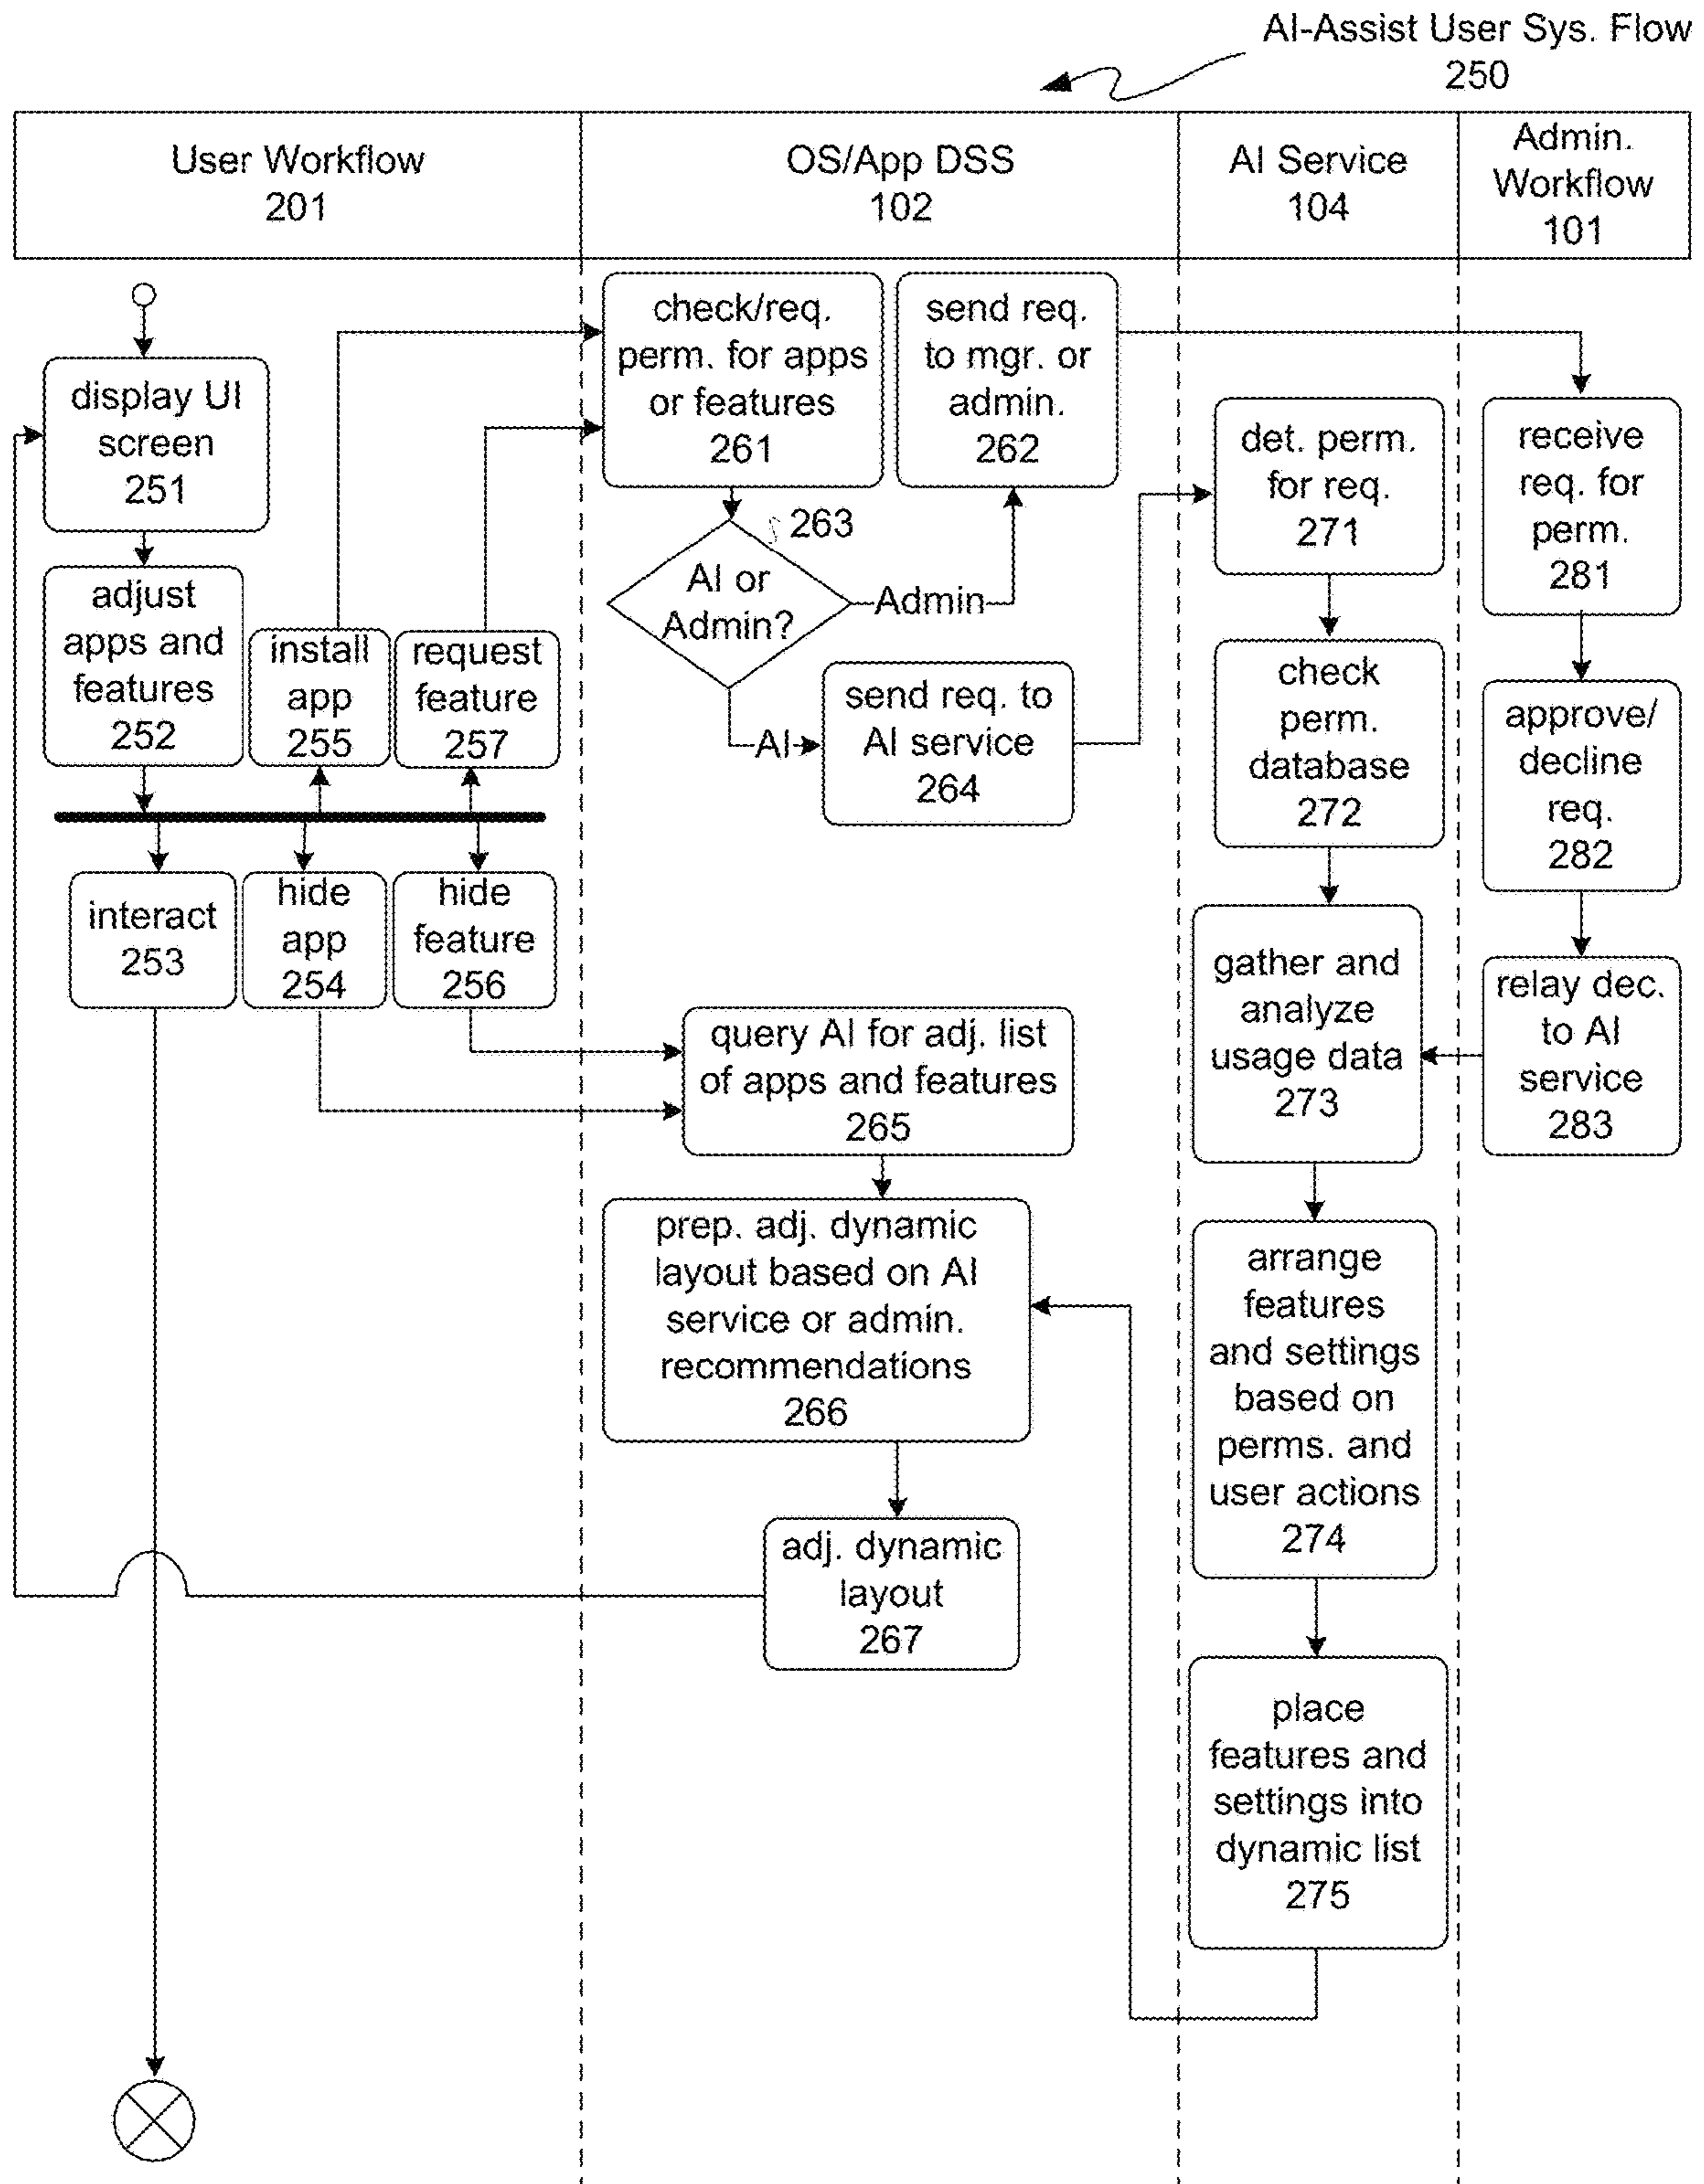 AI-Assist User Sys. Flow
250
User Workflow
201
OS/App DSS
102
AI Service
104
Admin.
Workflow
101
display UI
screen
251
adjust
apps and
features
252
install
app
255
request
feature
257
interact
253
hide
app
254
hide
feature
256
check/req.
perm. for apps
or features
261
send req.
to mgr. or
admin.
262
263
AI or
Admin?
Admin
AI
send req. to
AI service
264
query AI for adj. list
of apps and features
265
prep. adj. dynamic
layout based on AI
service or admin.
recommendations
266
adj. dynamic
layout
267
det. perm.
for req.
271
check
perm.
database
272
gather and
analyze
usage data
273
arrange
features
and settings
based on
perms. and
user actions
274
place
features and
settings into
dynamic list
275
receive
req. for
perm.
281
approve/
decline
req.
282
relay dec.
to AI
service
283